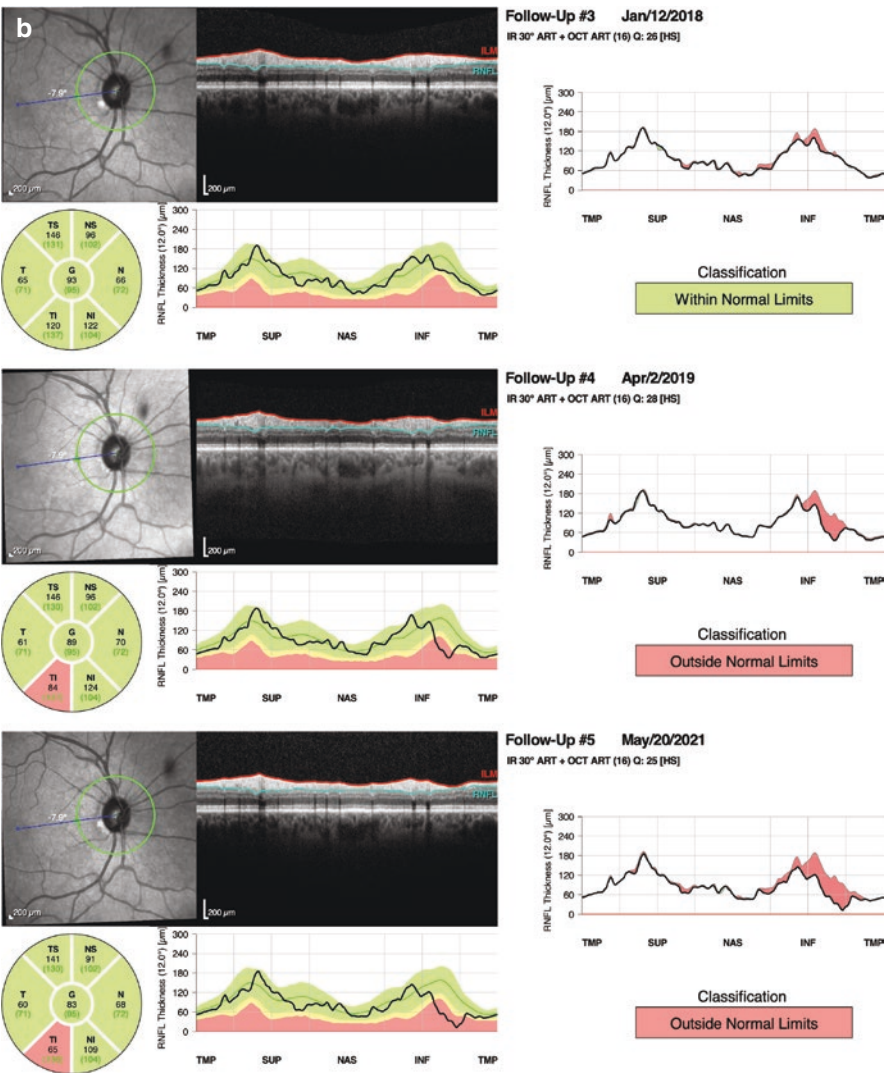 b
Follow-Up #3 Jan/12/2018
IR 30° ART + OCT ART (16) Q: 26 [HS]
-7.9°
200 µm
ILM
RNFL
200 µm
RNFL Thickness (12.0°) [µm]
300
240
180
120
60
0
TMP SUP NAS INF TMP
Classification
Within Normal Limits
TS
146
(131)
NS
96
(102)
T
65
(71)
G
93
(95)
N
66
(72)
TI
120
(137)
NI
122
(104)
RNFL Thickness (12.0°) [µm]
300
240
180
120
60
0
TMP SUP NAS INF TMP
Follow-Up #4 Apr/2/2019
IR 30° ART + OCT ART (16) Q: 28 [HS]
200 µm
ILM
RNFL
200 µm
RNFL Thickness (12.0°) [µm]
300
240
180
120
60
0
TMP SUP NAS INF TMP
Classification
Outside Normal Limits
TS
146
(130)
NS
96
(102)
T
61
(71)
G
89
(95)
N
70
(72)
TI
84
NI
124
(104)
RNFL Thickness (12.0°) [µm]
300
240
180
120
60
0
TMP SUP NAS INF TMP
Follow-Up #5 May/20/2021
IR 30° ART + OCT ART (16) Q: 25 [HS]
-7.9°
200 µm
ILM
RNFL
200 µm
RNFL Thickness (12.0°) [µm]
300
240
180
120
60
0
TMP SUP NAS INF TMP
Classification
Outside Normal Limits
TS
141
(130)
NS
91
(102)
T
60
(71)
G
83
(95)
N
68
(72)
TI
65
NI
109
(104)
RNFL Thickness (12.0°) [µm]
300
240
180
120
60
0
TMP SUP NAS INF TMP